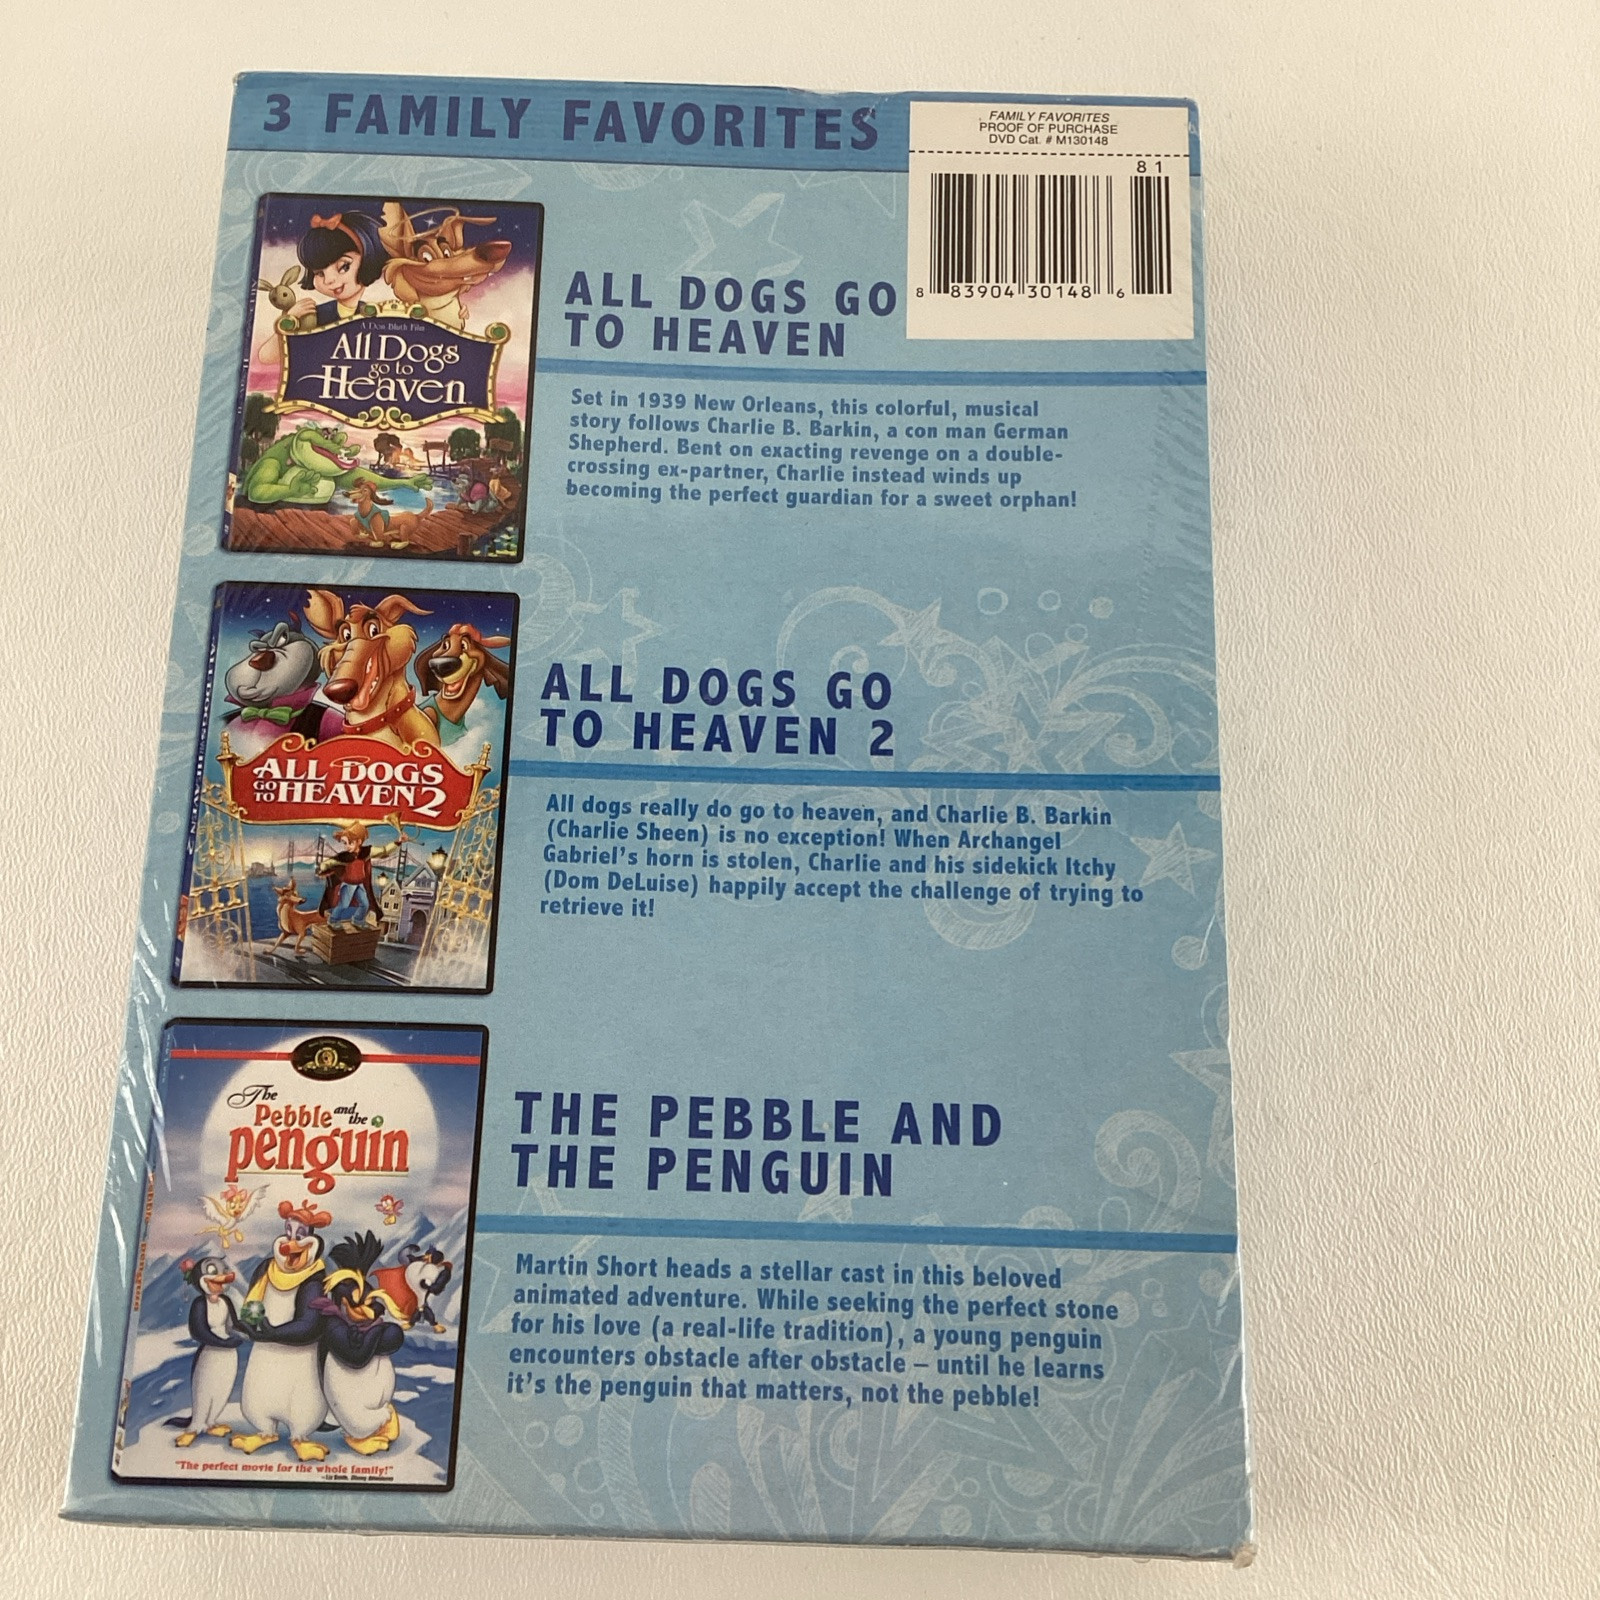 3 FAMILY FAVORITES
FAMILY FAVORITES
PROOF OF PURCHASE
DVD Cat. # M130148
81
8 83904 30148 6
A Don Bluth Film
All Dogs
go to
Heaven
ALL DOGS GO
TO HEAVEN
Set in 1939 New Orleans, this colorful, musical
story follows Charlie B. Barkin, a con man German
Shepherd. Bent on exacting revenge on a double-
crossing ex-partner, Charlie instead winds up
becoming the perfect guardian for a sweet orphan!
ALL DOGS
GO TO HEAVEN 2
ALL DOGS GO
TO HEAVEN 2
All dogs really do go to heaven, and Charlie B. Barkin
(Charlie Sheen) is no exception! When Archangel
Gabriel's horn is stolen, Charlie and his sidekick Itchy
(Dom DeLuise) happily accept the challenge of trying to
retrieve it!
The
Pebble and the
penguin
"The perfect movie for the whole family!"
THE PEBBLE AND
THE PENGUIN
Martin Short heads a stellar cast in this beloved
animated adventure. While seeking the perfect stone
for his love (a real-life tradition), a young penguin
encounters obstacle after obstacle – until he learns
it's the penguin that matters, not the pebble!